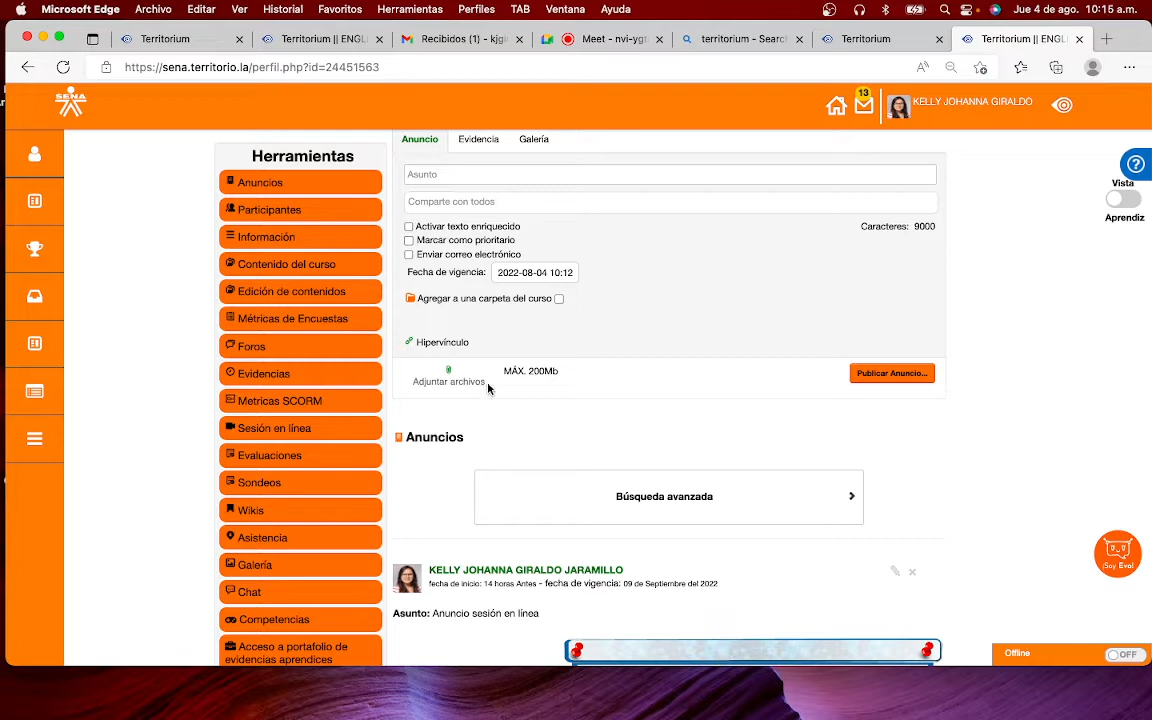 Microsoft Edge Archivo Editar Ver Historial Favoritos Herramientas Perfiles TAB Ventana Ayuda Jue 4 de ago. 10:15 a.m.
Territorium Territorium || ENGL Recibidos (1) - kjgi Meet - nvi-ygt territorium - Searc Territorium Territorium || ENGL
https://sena.territorio.la/perfil.php?id=24451563
SENA
13
KELLY JOHANNA GIRALDO
Herramientas
Anuncios
Participantes
Información
Contenido del curso
Edición de contenidos
Métricas de Encuestas
Foros
Evidencias
Metricas SCORM
Sesión en línea
Evaluaciones
Sondeos
Wikis
Asistencia
Galería
Chat
Competencias
Acceso a portafolio de
evidencias aprendices
Anuncio Evidencia Galería
Asunto
Comparte con todos
Activar texto enriquecido Caracteres: 9000
Marcar como prioritario
Enviar correo electrónico
Fecha de vigencia: 2022-08-04 10:12
Agregar a una carpeta del curso
Hipervínculo
Adjuntar archivos MÁX. 200Mb Publicar Anuncio...
Anuncios
Búsqueda avanzada
KELLY JOHANNA GIRALDO JARAMILLO
fecha de inicio: 14 horas Antes - fecha de vigencia: 09 de Septiembre del 2022
Asunto: Anuncio sesión en línea
Vista
Aprendiz
¡Soy Evo!
Offline OFF